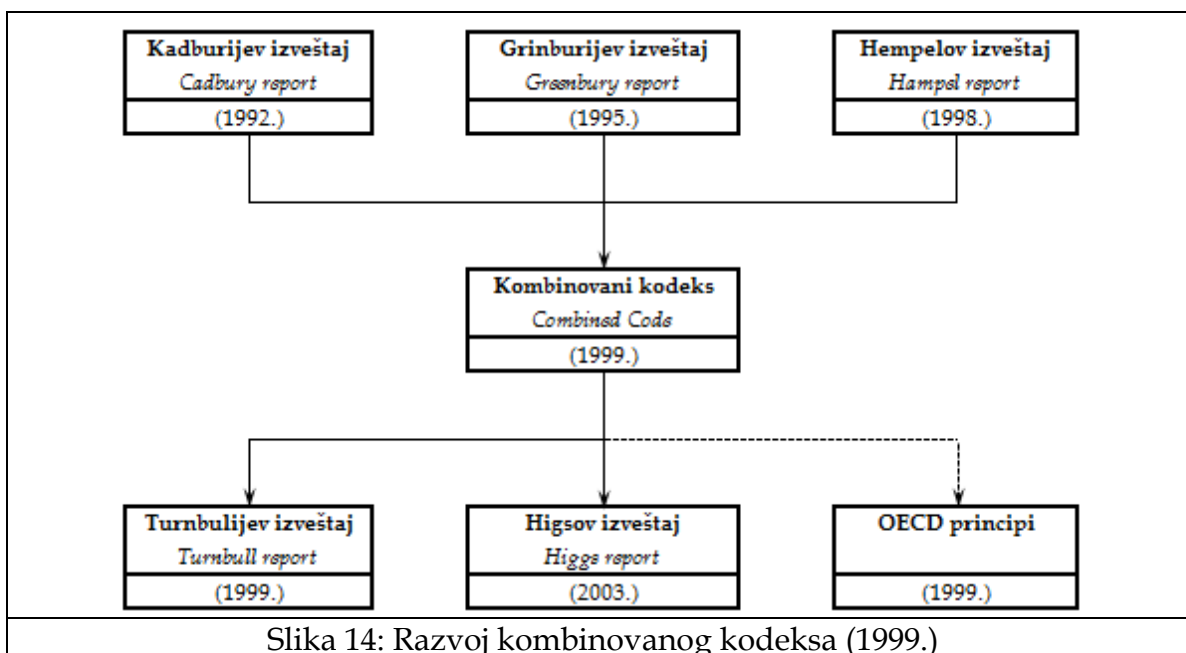 Kadburijev izveštaj
Cadbury report
(1992.)
Grinburijev izveštaj
Greenbury report
(1995.)
Hempelov izveštaj
Hampel report
(1998.)
Kombinovani kodeks
Combined Code
(1999.)
Turnbulijev izveštaj
Turnbull report
(1999.)
Higsov izveštaj
Higgs report
(2003.)
OECD principi
(1999.)
Slika 14: Razvoj kombinovanog kodeksa (1999.)